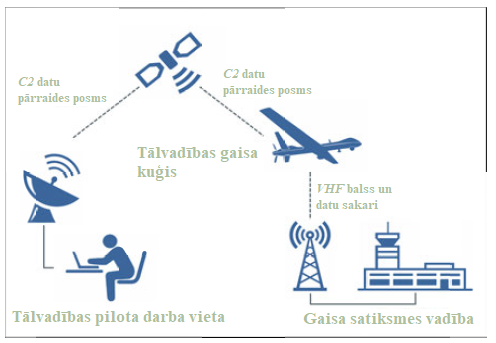 C2 datu
pārraides posms
C2 datu
pārraides posms
Tālvadības gaisa
kuģis
VHF balss un
datu sakari
Tālvadības pilota darba vieta
Gaisa satiksmes vadība